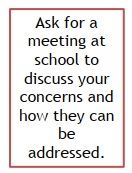 Ask for a
meeting at
school to
discuss your
concerns and
how they can
be
addressed.